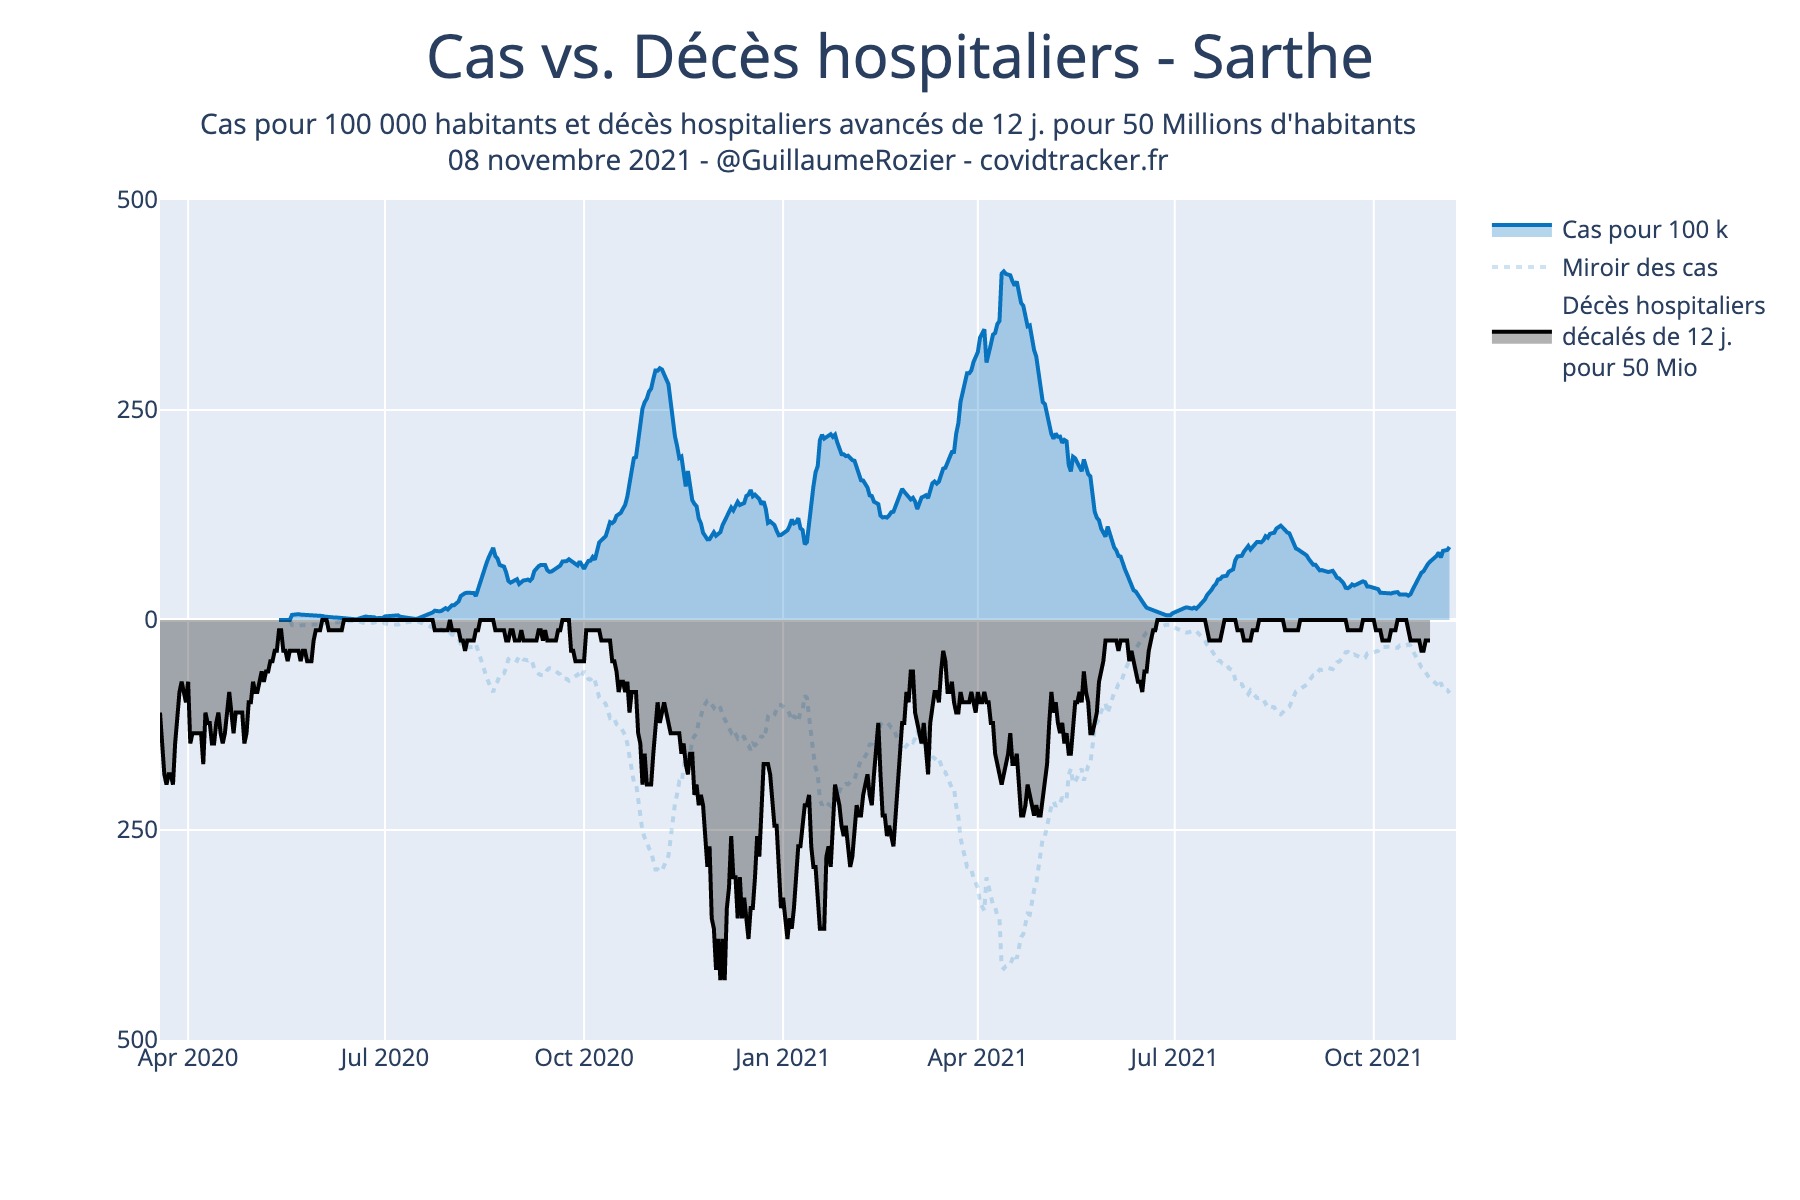 Cas vs. Décès hospitaliers - Sarthe
Cas pour 100 000 habitants et décès hospitaliers avancés de 12 j. pour 50 Millions d'habitants
08 novembre 2021 - @GuillaumeRozier - covidtracker.fr
500
250
0
250
500
Apr 2020
Jul 2020
Oct 2020
Jan 2021
Apr 2021
Jul 2021
Oct 2021
Cas pour 100 k
Miroir des cas
Décès hospitaliers
décalés de 12 j.
pour 50 Mio